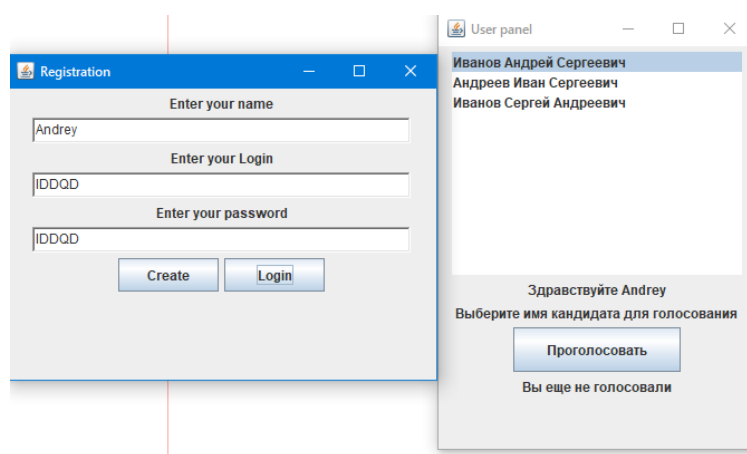 Registration
Enter your name
Andrey
Enter your Login
IDDQD
Enter your password
IDDQD
Create Login
User panel
Иванов Андрей Сергеевич
Андреев Иван Сергеевич
Иванов Сергей Андреевич
Здравствуйте Andrey
Выберите имя кандидата для голосования
Проголосовать
Вы еще не голосовали